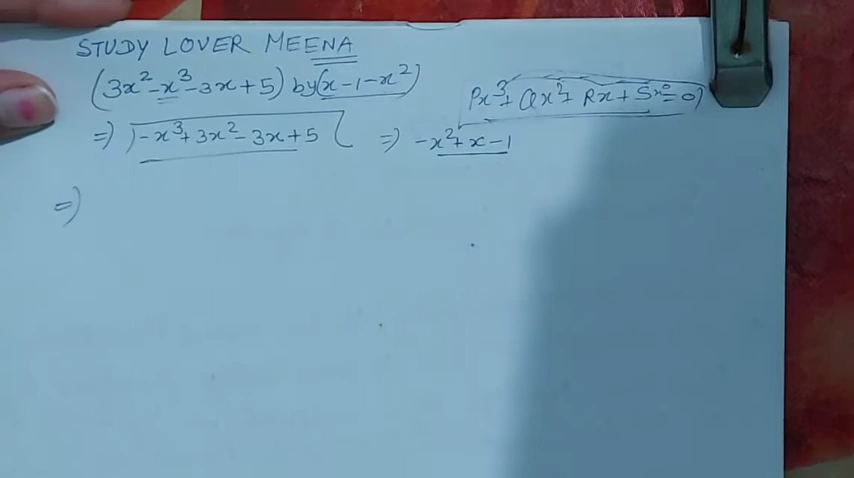 STUDY LOVER MEENA
(3x² - x³ - 3x + 5) by (x - 1 - x²)
Px³ + Qx² + Rx + Sx⁰ = 0)
=) ) -x³ + 3x² - 3x + 5 ( =) -x² + x - 1
=)